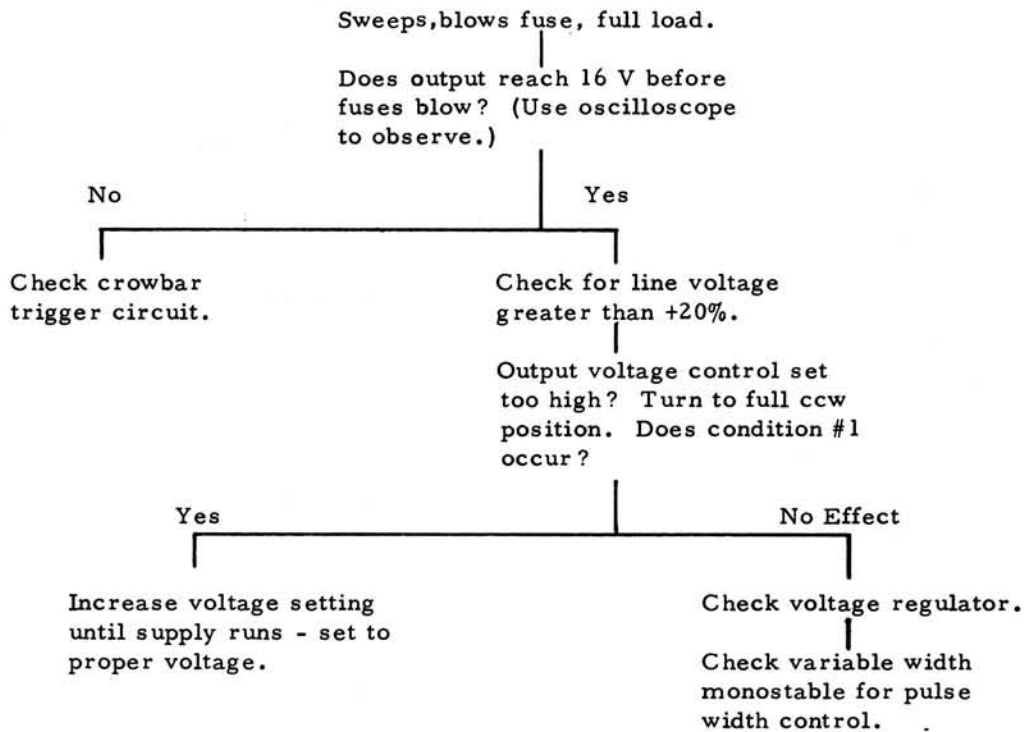 Sweeps,blows fuse, full load.
Does output reach 16 V before
fuses blow? (Use oscilloscope
to observe.)
No
Yes
Check crowbar
trigger circuit.
Check for line voltage
greater than +20%.
Output voltage control set
too high? Turn to full ccw
position. Does condition #1
occur?
Yes
No Effect
Increase voltage setting
until supply runs - set to
proper voltage.
Check voltage regulator.
Check variable width
monostable for pulse
width control.